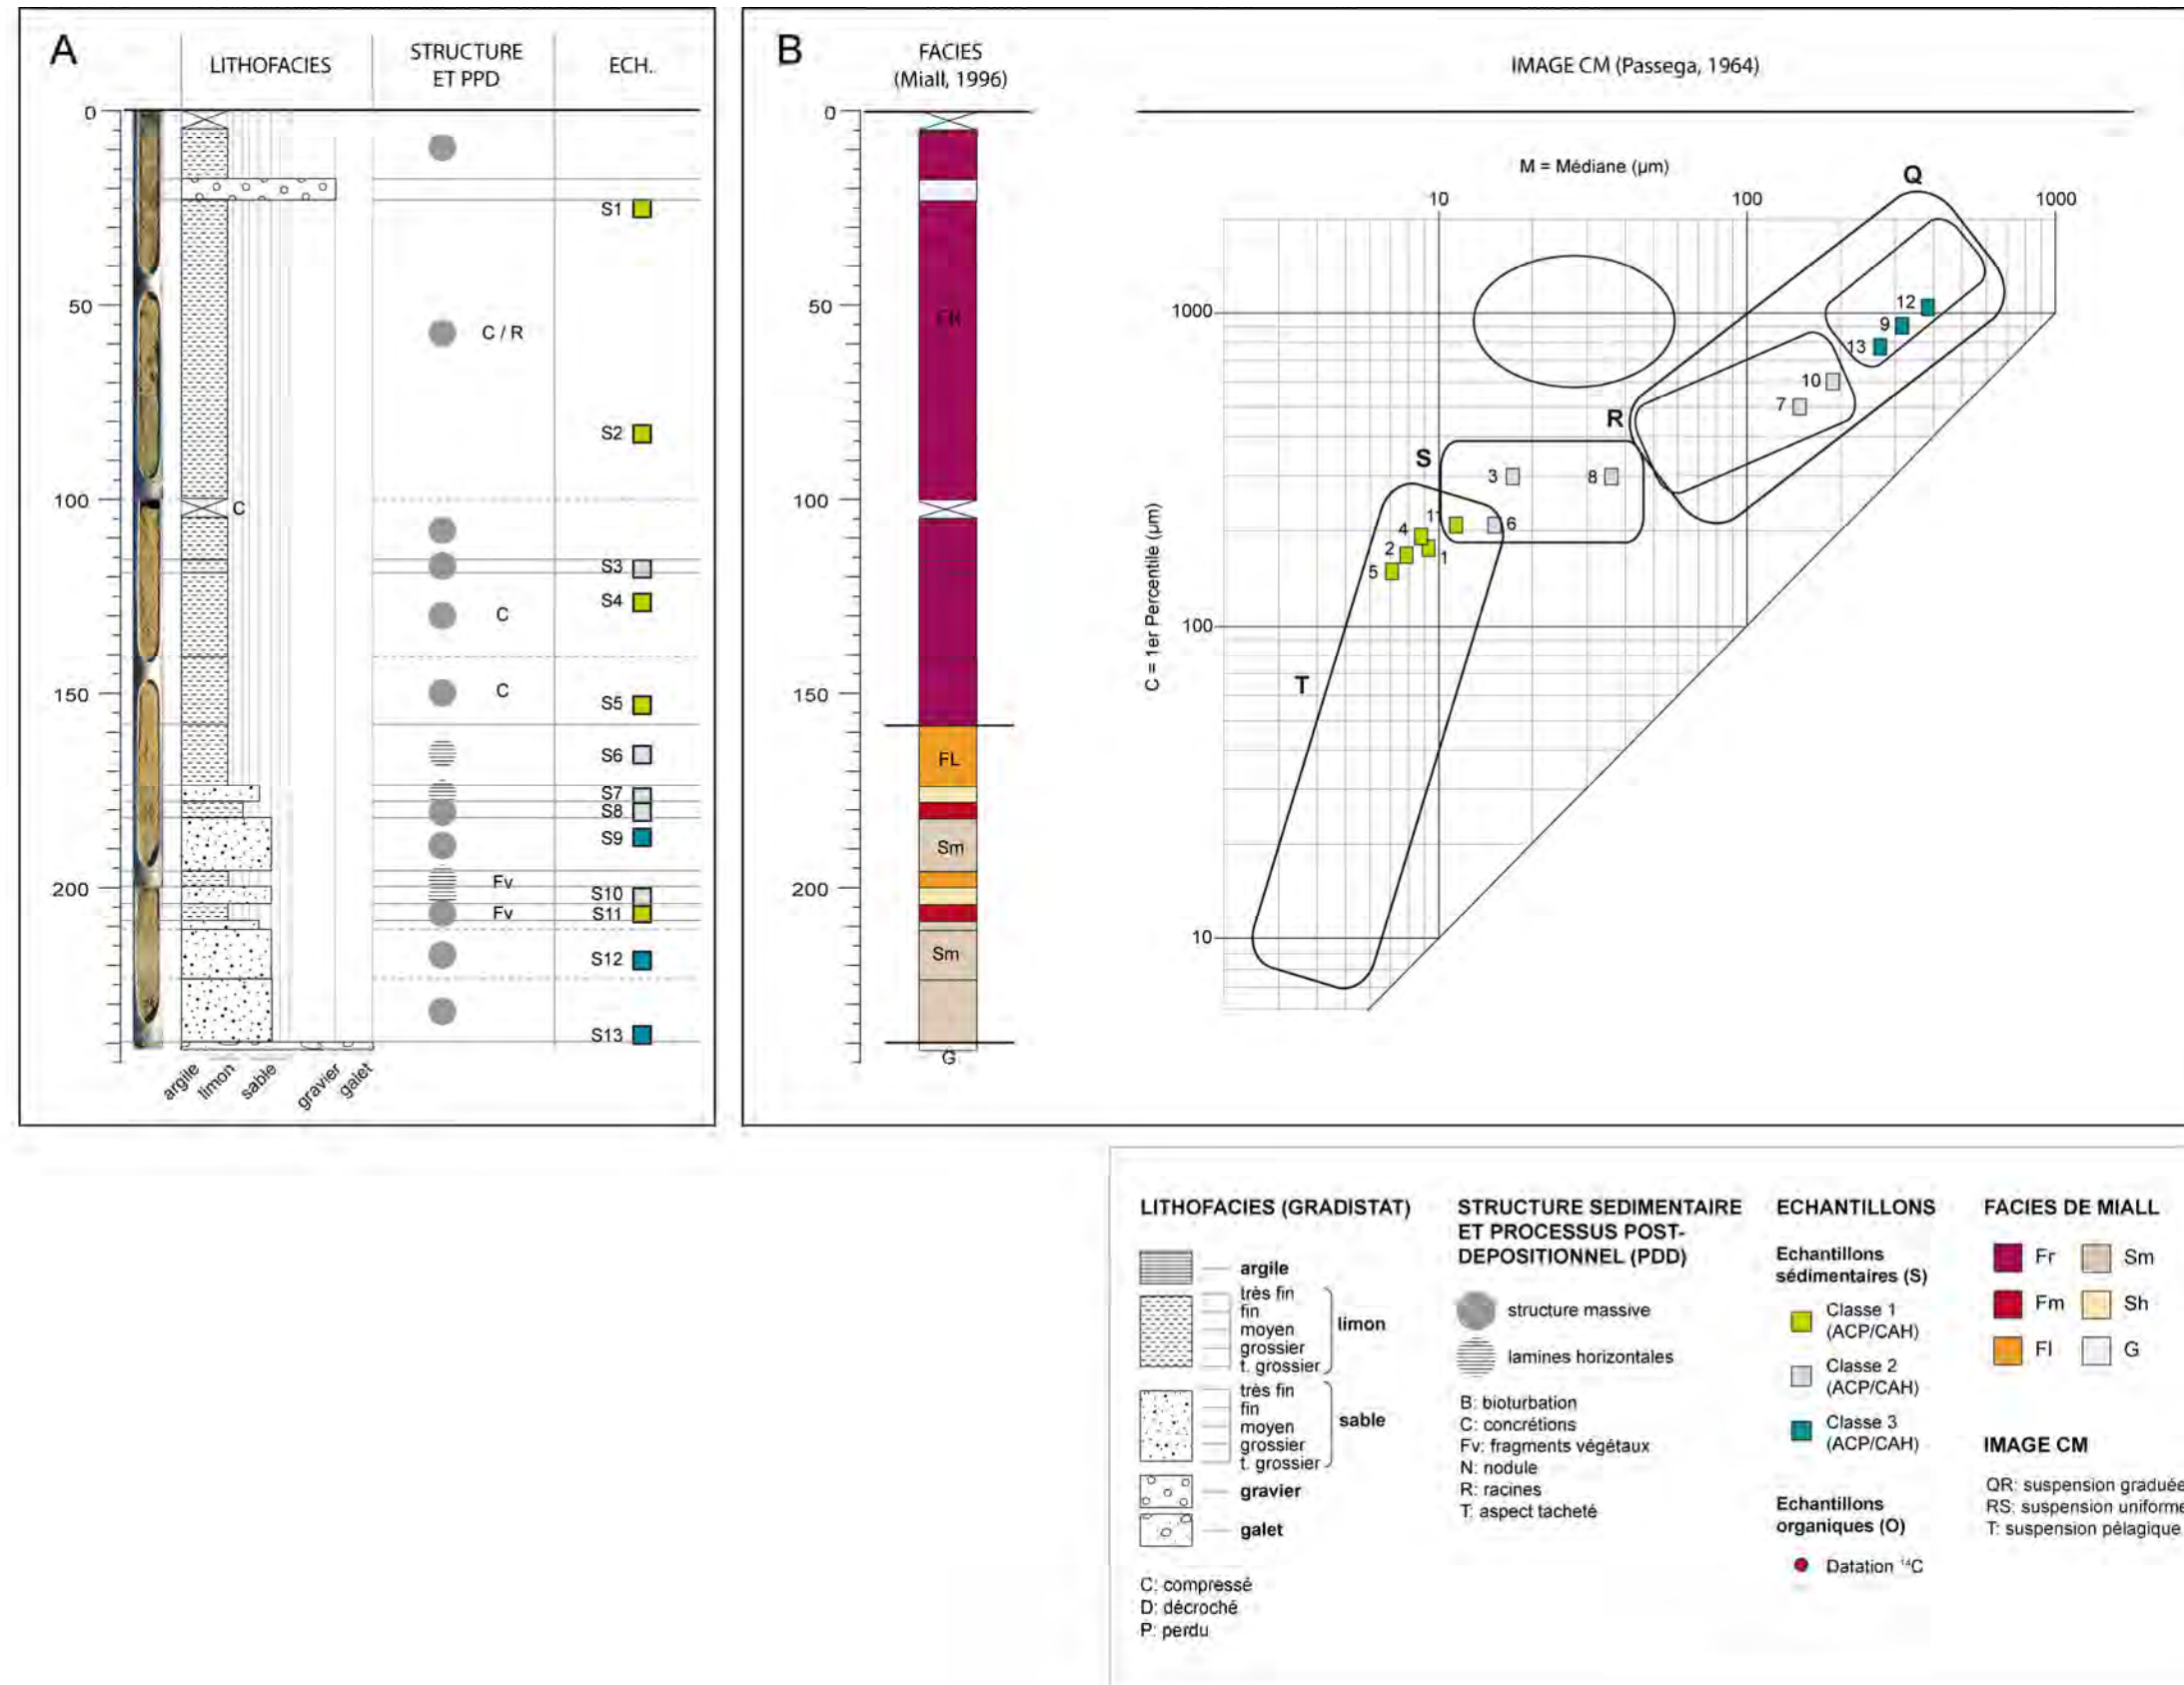 A
LITHOFACIES
STRUCTURE
ET PPD
ECH.
0
50
100
150
200
C
C / R
C
C
Fv
Fv
S1
S2
S3
S4
S5
S6
S7
S8
S9
S10
S11
S12
S13
argile
limon
sable
gravier
galet
B
FACIES
(Miall, 1996)
0
50
100
150
200
FL
Sm
Sm
G
IMAGE CM (Passega, 1964)
M = Médiane (µm)
10
100
1000
C = 1er Percentile (µm)
1000
100
10
Q
R
S
T
12
9
13
10
7
3
8
11
6
4
2
1
5
LITHOFACIES (GRADISTAT)
argile
très fin
fin
moyen
grossier
t. grossier
limon
très fin
fin
moyen
grossier
t. grossier
sable
gravier
galet
C: compressé
D: décroché
P: perdu
STRUCTURE SEDIMENTAIRE
ET PROCESSUS POST-
DEPOSITIONNEL (PDD)
structure massive
lamines horizontales
B: bioturbation
C: concrétions
Fv: fragments végétaux
N: nodule
R: racines
T: aspect tacheté
ECHANTILLONS
Echantillons
sédimentaires (S)
Classe 1
(ACP/CAH)
Classe 2
(ACP/CAH)
Classe 3
(ACP/CAH)
Echantillons
organiques (O)
Datation ¹⁴C
FACIES DE MIALL
Fr
Sm
Fm
Sh
Fl
G
IMAGE CM
QR: suspension graduée
RS: suspension uniforme
T: suspension pélagique